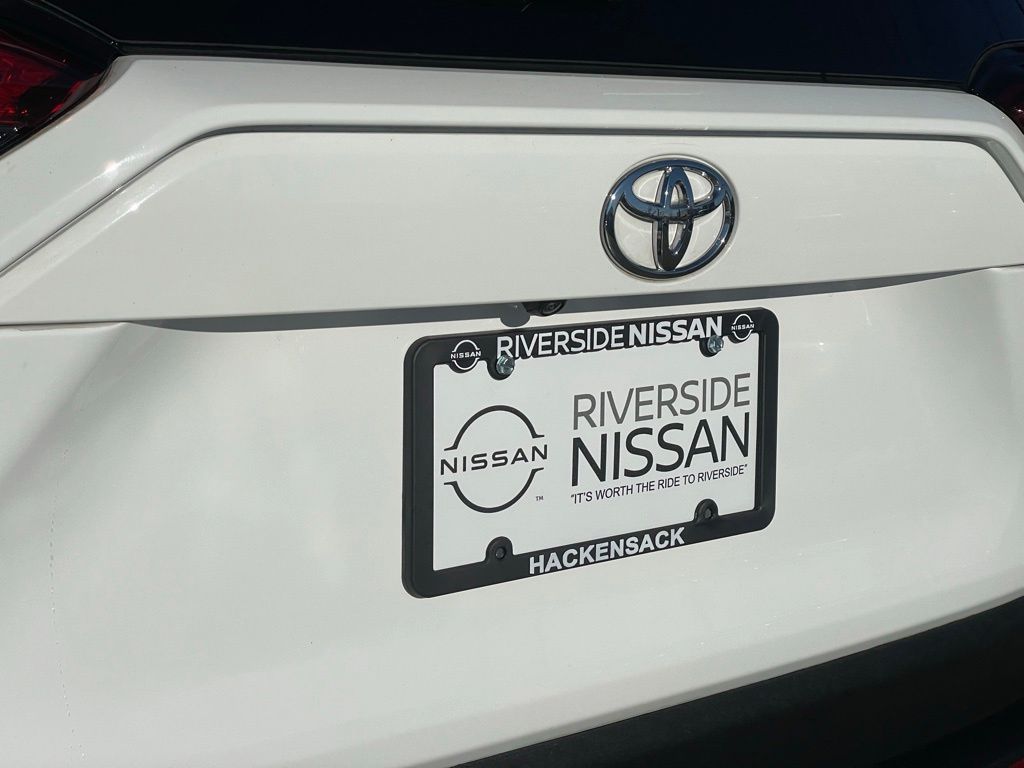 NISSAN RIVERSIDE NISSAN NISSAN
RIVERSIDE
NISSAN
NISSAN
"IT'S WORTH THE RIDE TO RIVERSIDE"
TM
HACKENSACK